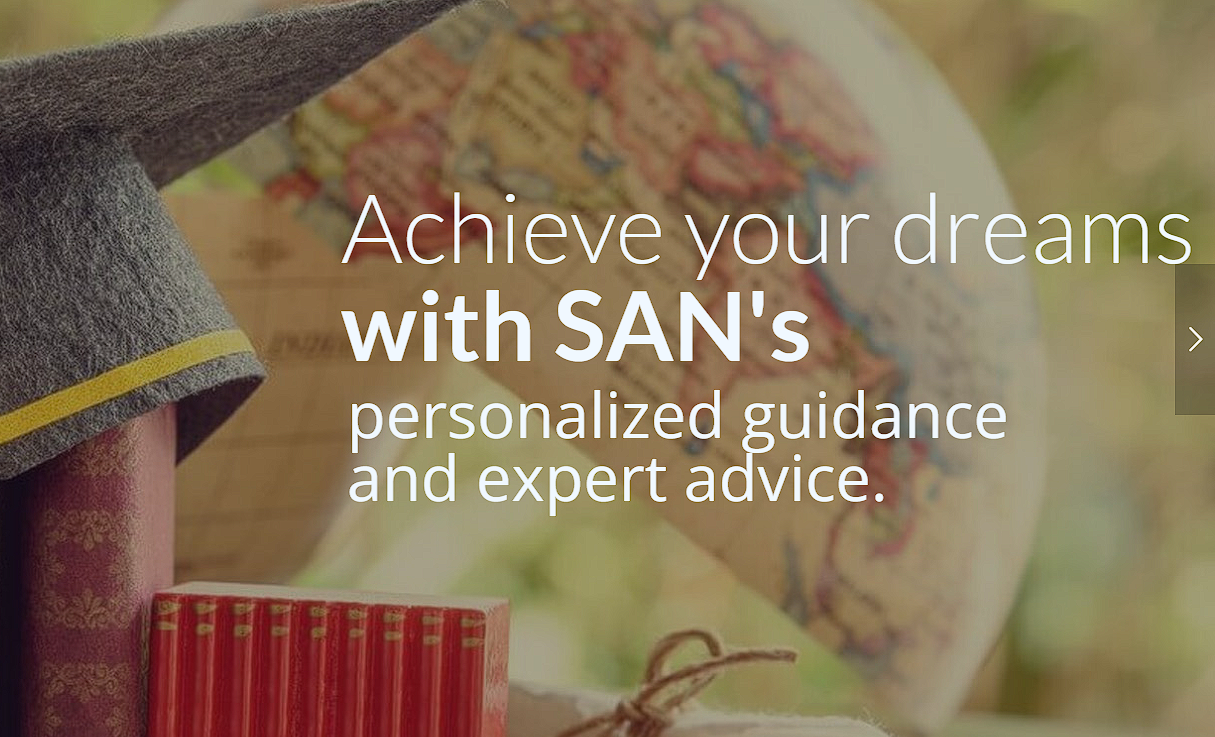 Achieve your dreams
with SAN's
personalized guidance
and expert advice.